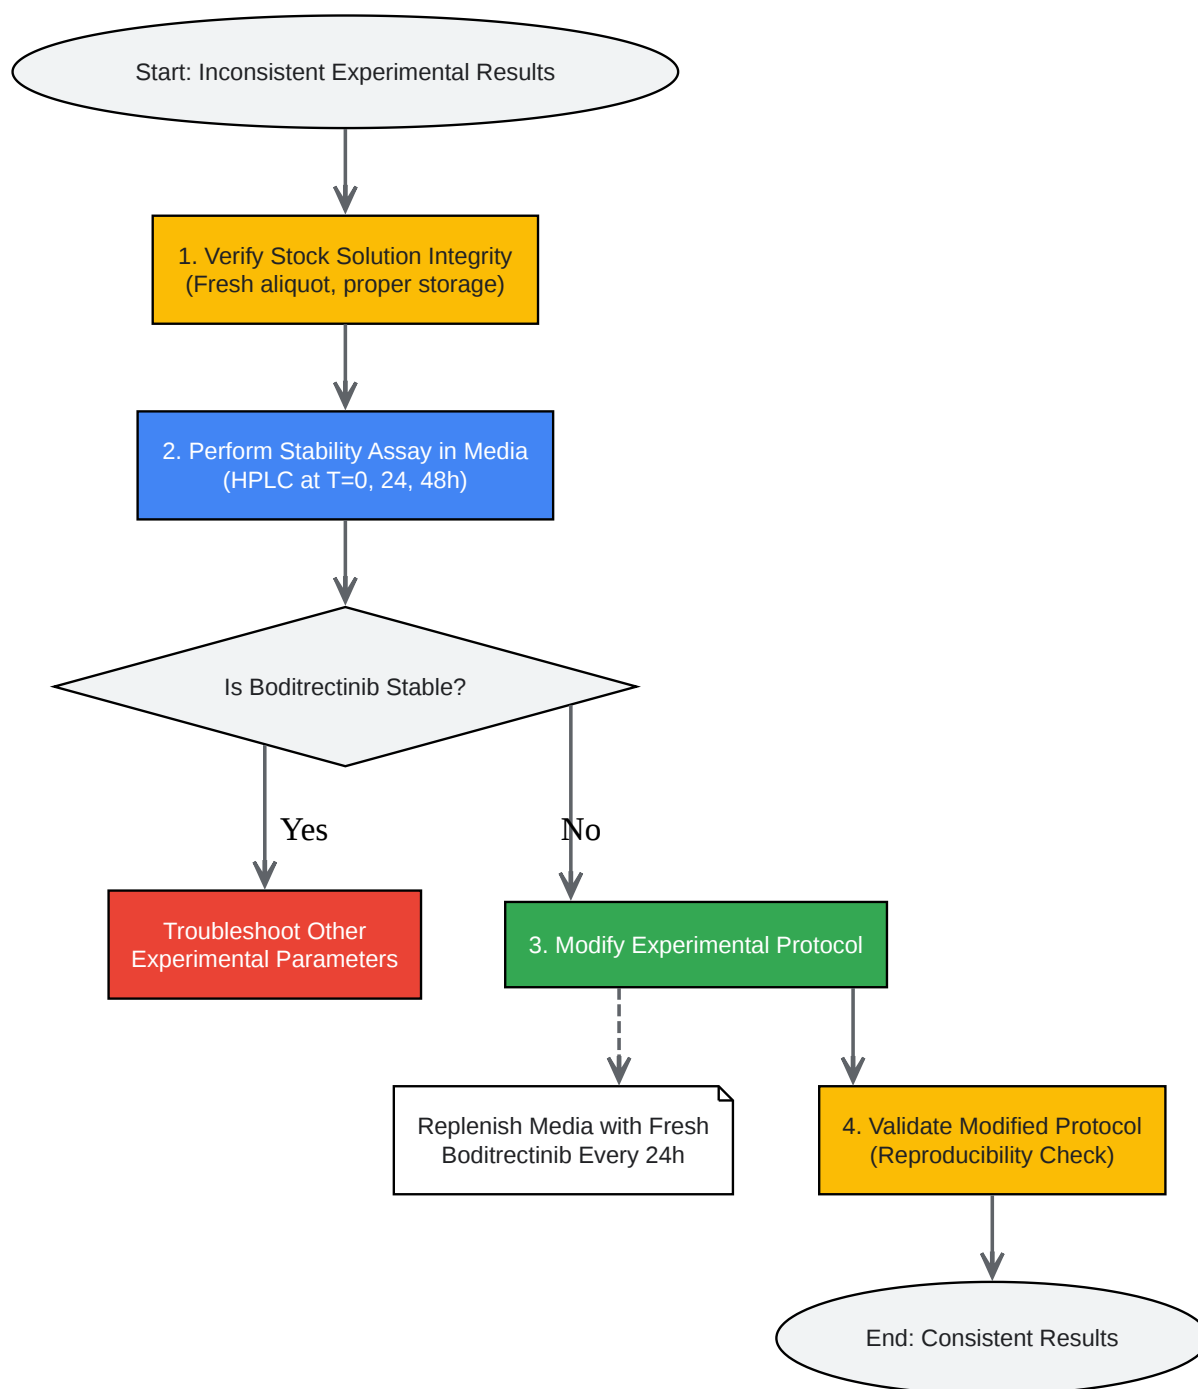 Start: Inconsistent Experimental Results
1. Verify Stock Solution Integrity
(Fresh aliquot, proper storage)
2. Perform Stability Assay in Media
(HPLC at T=0, 24, 48h)
Is Boditrectinib Stable?
Yes
No
Troubleshoot Other
Experimental Parameters
3. Modify Experimental Protocol
Replenish Media with Fresh
Boditrectinib Every 24h
4. Validate Modified Protocol
(Reproducibility Check)
End: Consistent Results